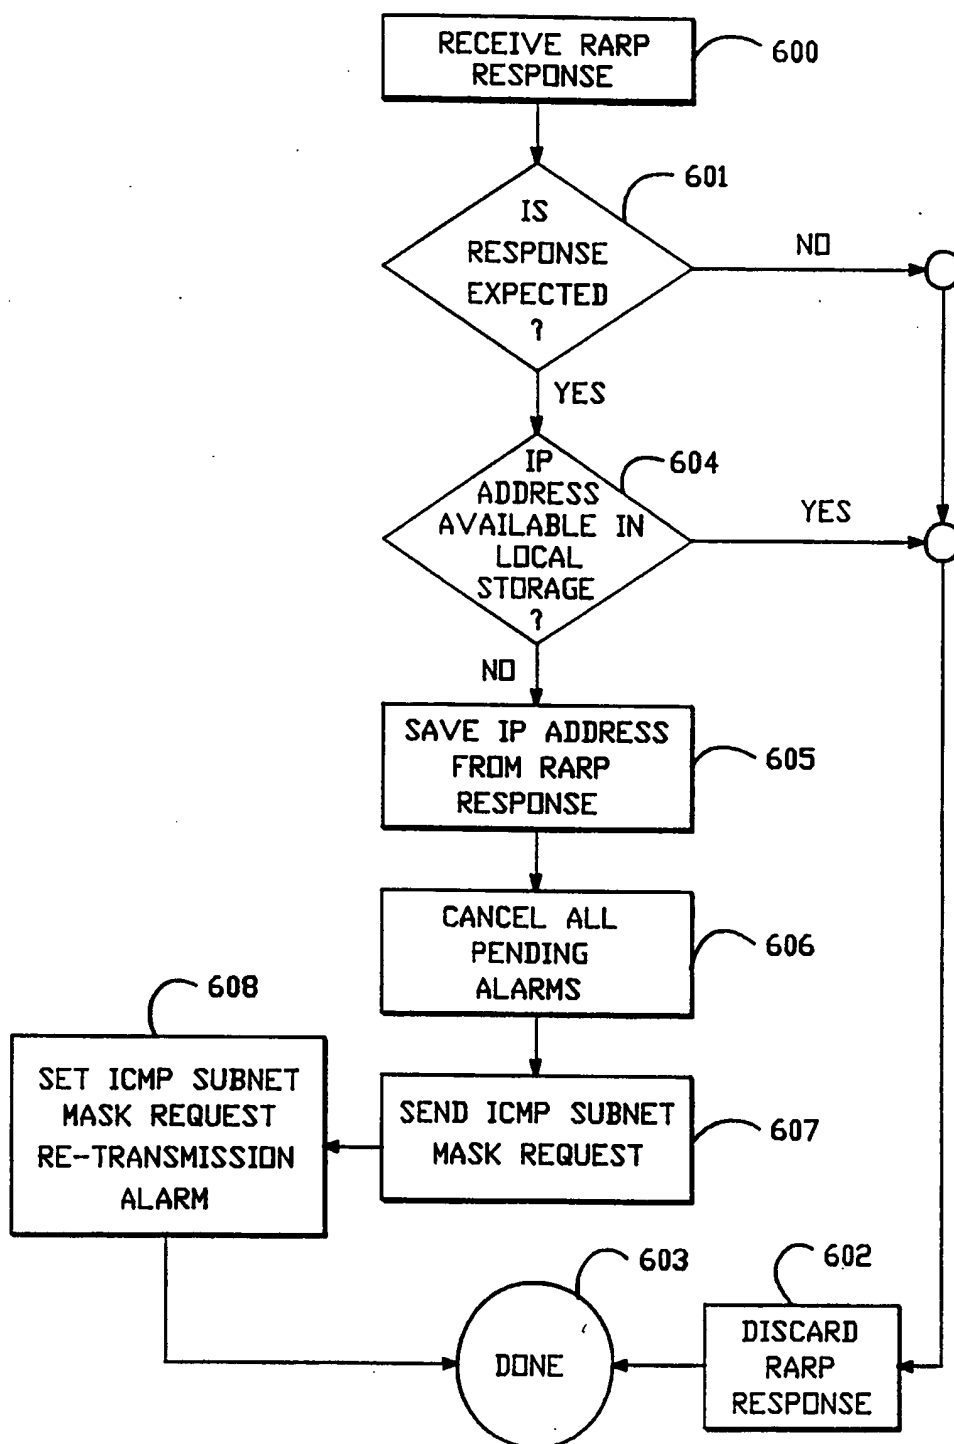 RECEIVE RARP
RESPONSE
600
601
IS
RESPONSE
EXPECTED
?
NO
YES
604
IP
ADDRESS
AVAILABLE IN
LOCAL
STORAGE
?
YES
NO
SAVE IP ADDRESS
FROM RARP
RESPONSE
605
CANCEL ALL
PENDING
ALARMS
606
608
SET ICMP SUBNET
MASK REQUEST
RE-TRANSMISSION
ALARM
SEND ICMP SUBNET
MASK REQUEST
607
603
DONE
602
DISCARD
RARP
RESPONSE